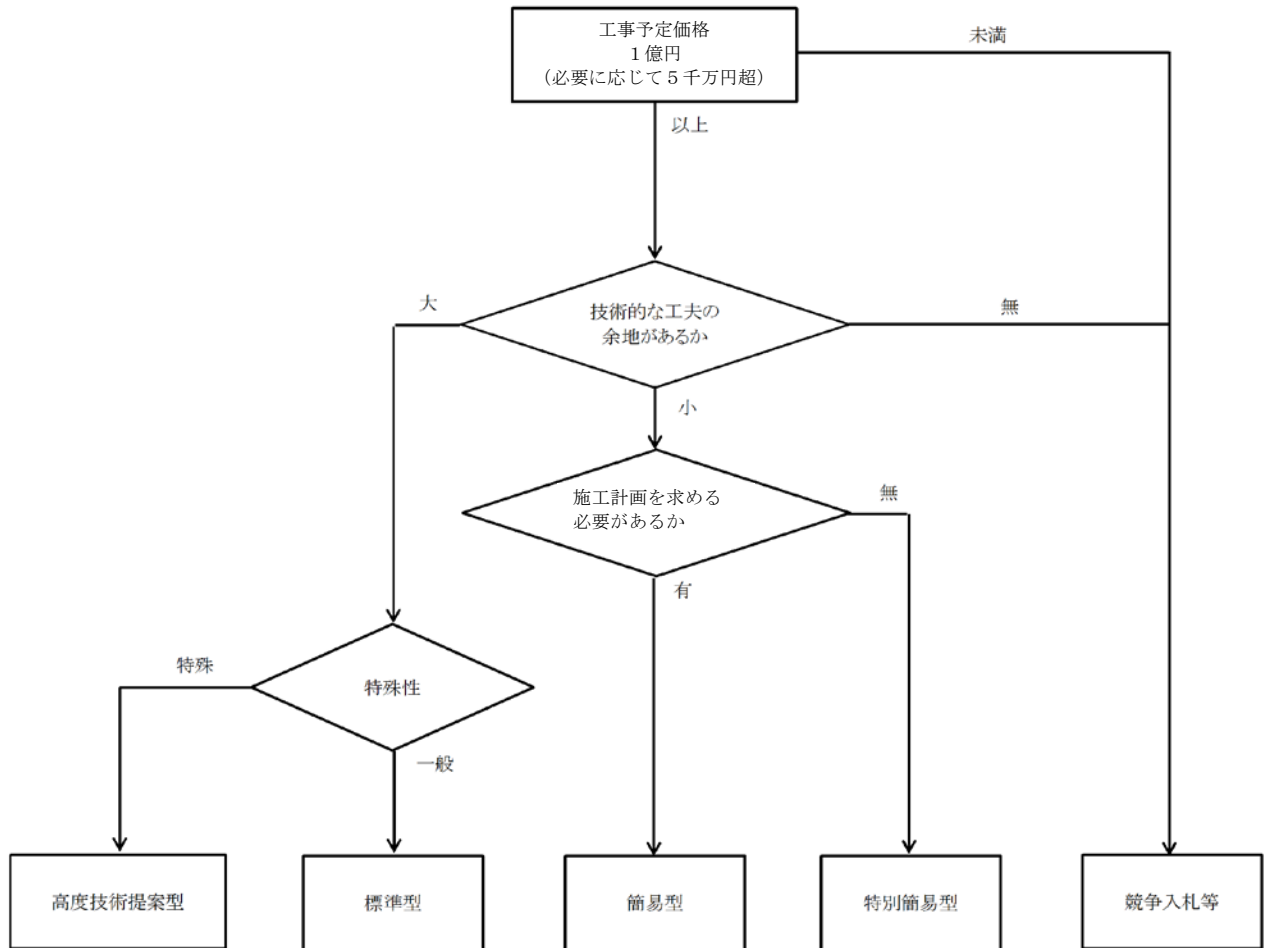 工事予定価格
１億円
（必要に応じて５千万円超）
未満
以上
大
技術的な工夫の
余地があるか
無
小
施工計画を求める
必要があるか
無
有
特殊
特殊性
一般
高度技術提案型
標準型
簡易型
特別簡易型
競争入札等